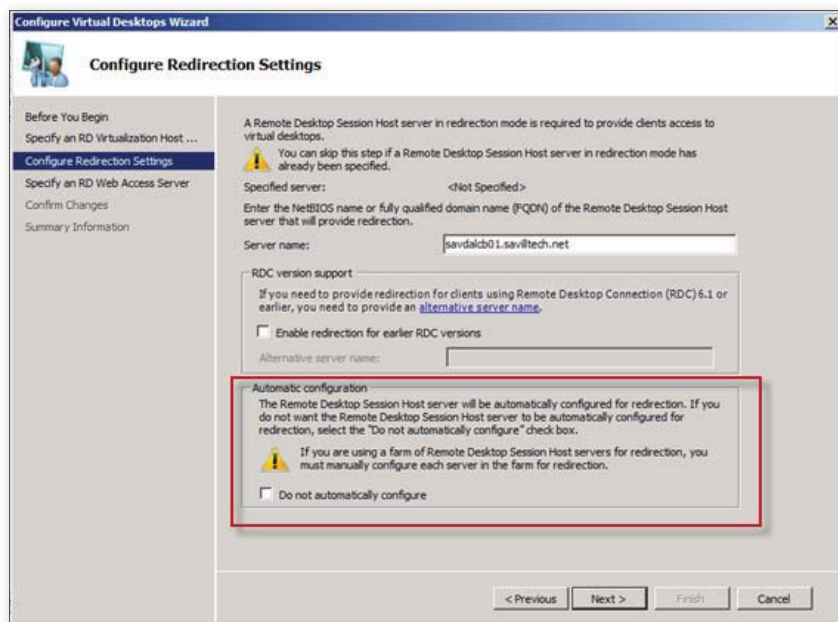 Configure Virtual Desktops Wizard
Configure Redirection Settings
Before You Begin
Specify an RD Virtualization Host ...
Configure Redirection Settings
Specify an RD Web Access Server
Confirm Changes
Summary Information
A Remote Desktop Session Host server in redirection mode is required to provide clients access to
virtual desktops.
You can skip this step if a Remote Desktop Session Host server in redirection mode has
already been specified.
Specified server: <Not Specified>
Enter the NetBIOS name or fully qualified domain name (FQDN) of the Remote Desktop Session Host
server that will provide redirection.
Server name: savdalcb01.savilltech.net
RDC version support
If you need to provide redirection for clients using Remote Desktop Connection (RDC) 6.1 or
earlier, you need to provide an alternative server name.
Enable redirection for earlier RDC versions
Alternative server name:
Automatic configuration
The Remote Desktop Session Host server will be automatically configured for redirection. If you
do not want the Remote Desktop Session Host server to be automatically configured for
redirection, select the "Do not automatically configure" check box.
If you are using a farm of Remote Desktop Session Host servers for redirection, you
must manually configure each server in the farm for redirection.
Do not automatically configure
< Previous Next > Finish Cancel